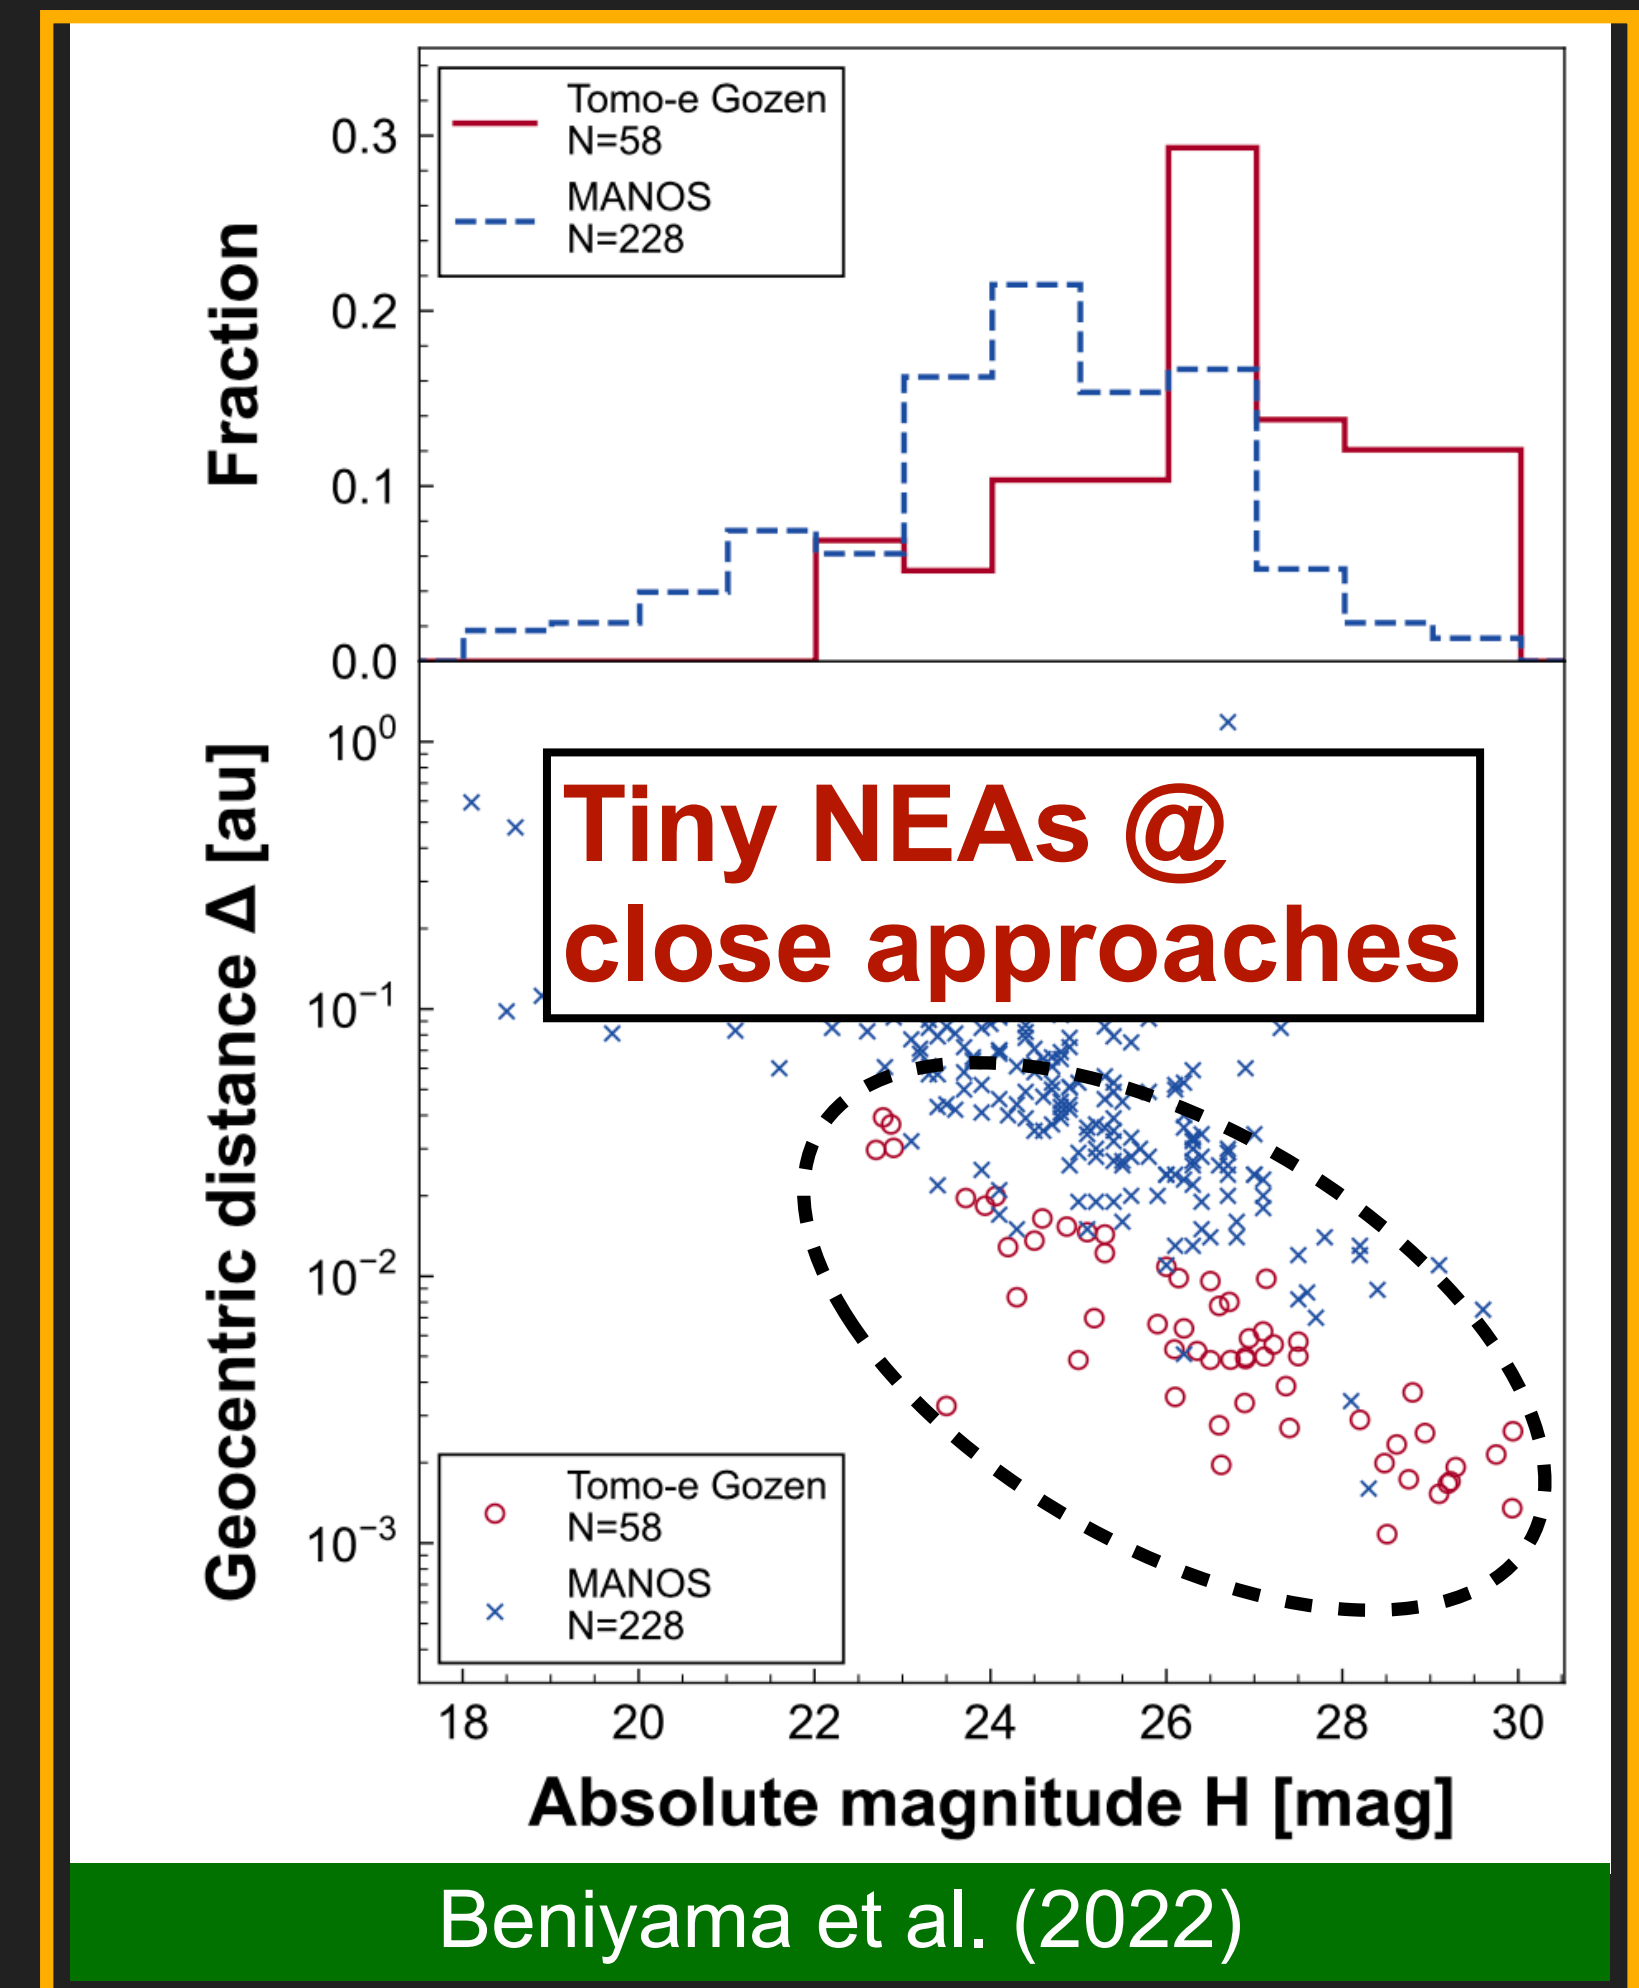 Tomo-e Gozen
N=58
MANOS
N=228
Fraction
0.3
0.2
0.1
0.0
Tiny NEAs @
close approaches
Geocentric distance Δ [au]
10⁰
10⁻¹
10⁻²
10⁻³
Tomo-e Gozen
N=58
MANOS
N=228
18 20 22 24 26 28 30
Absolute magnitude H [mag]
Beniyama et al. (2022)